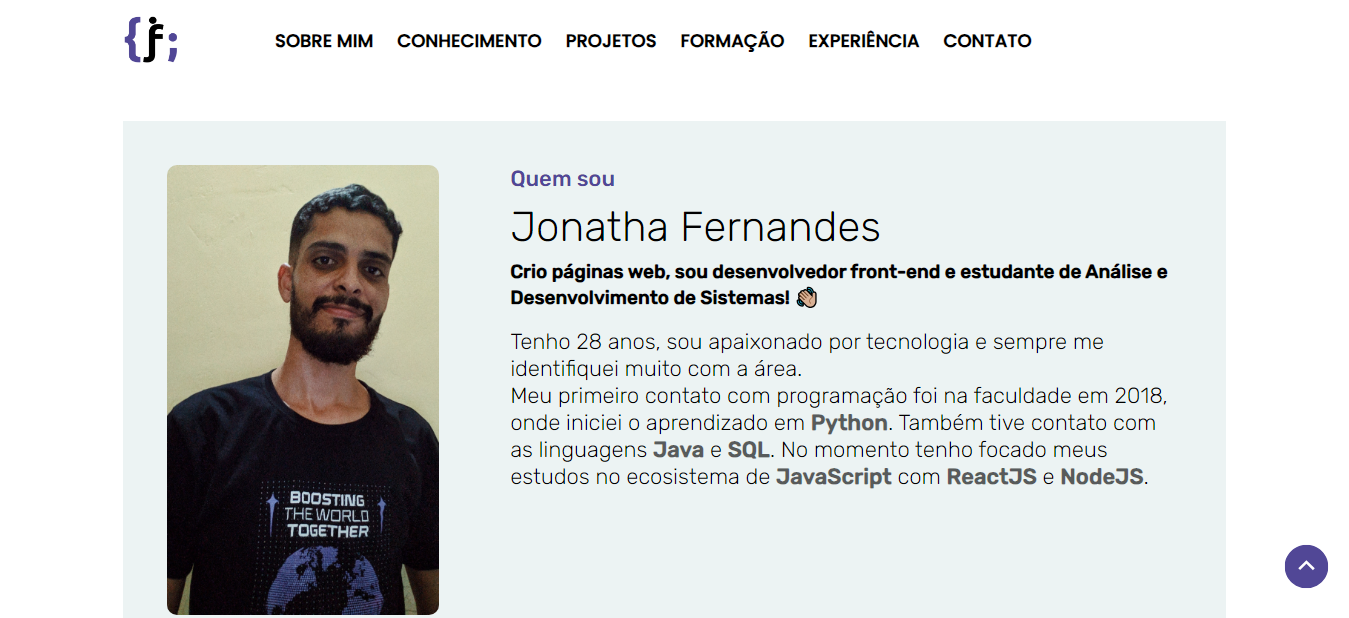 {jf;
SOBRE MIM CONHECIMENTO PROJETOS FORMAÇÃO EXPERIÊNCIA CONTATO
Quem sou
Jonatha Fernandes
Crio páginas web, sou desenvolvedor front-end e estudante de Análise e
Desenvolvimento de Sistemas! 👏🏽
Tenho 28 anos, sou apaixonado por tecnologia e sempre me
identifiquei muito com a área.
Meu primeiro contato com programação foi na faculdade em 2018,
onde iniciei o aprendizado em Python. Também tive contato com
as linguagens Java e SQL. No momento tenho focado meus
estudos no ecosistema de JavaScript com ReactJS e NodeJS.
BOOSTING
THE WORLD
TOGETHER